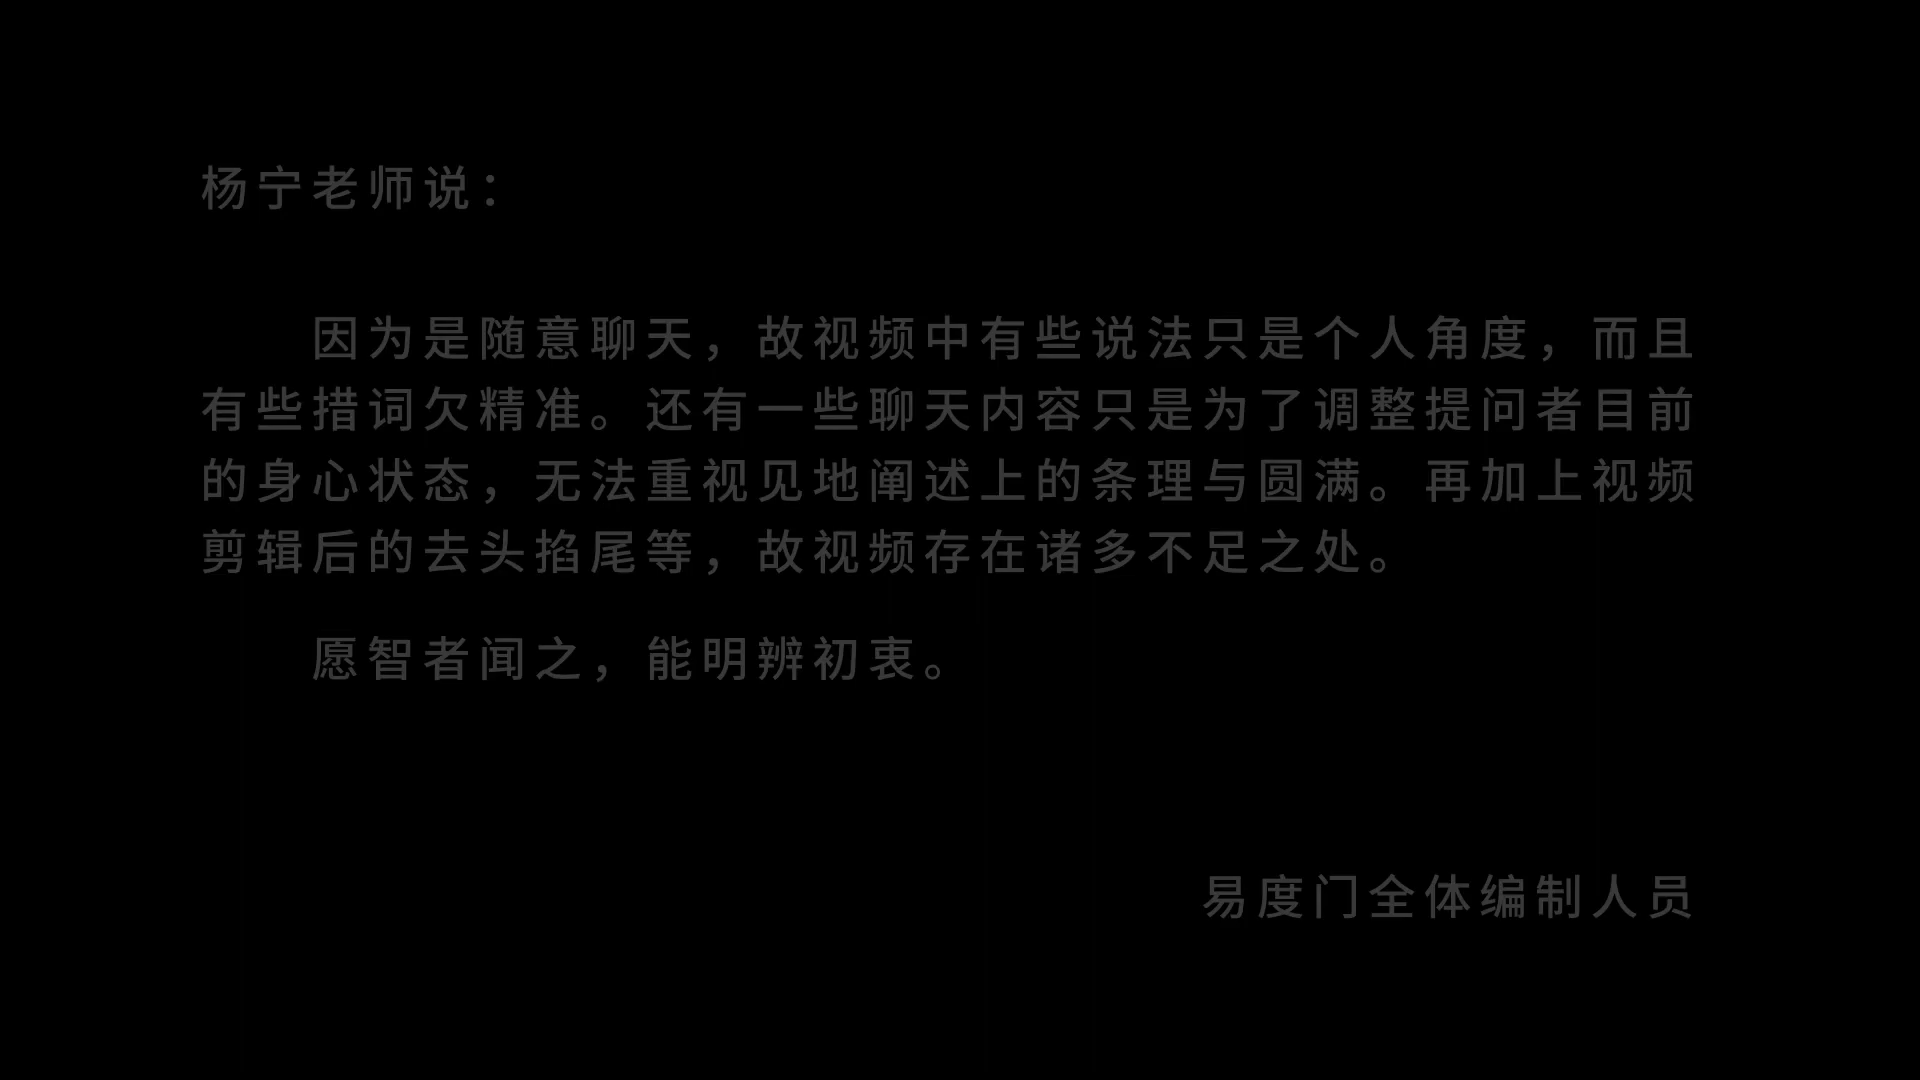 杨宁老师说：
因为是随意聊天，故视频中有些说法只是个人角度，而且
有些措词欠精准。还有一些聊天内容只是为了调整提问者目前
的身心状态，无法重视见地阐述上的条理与圆满。再加上视频
剪辑后的去头掐尾等，故视频存在诸多不足之处。
愿智者闻之，能明辨初衷。
易度门全体编制人员